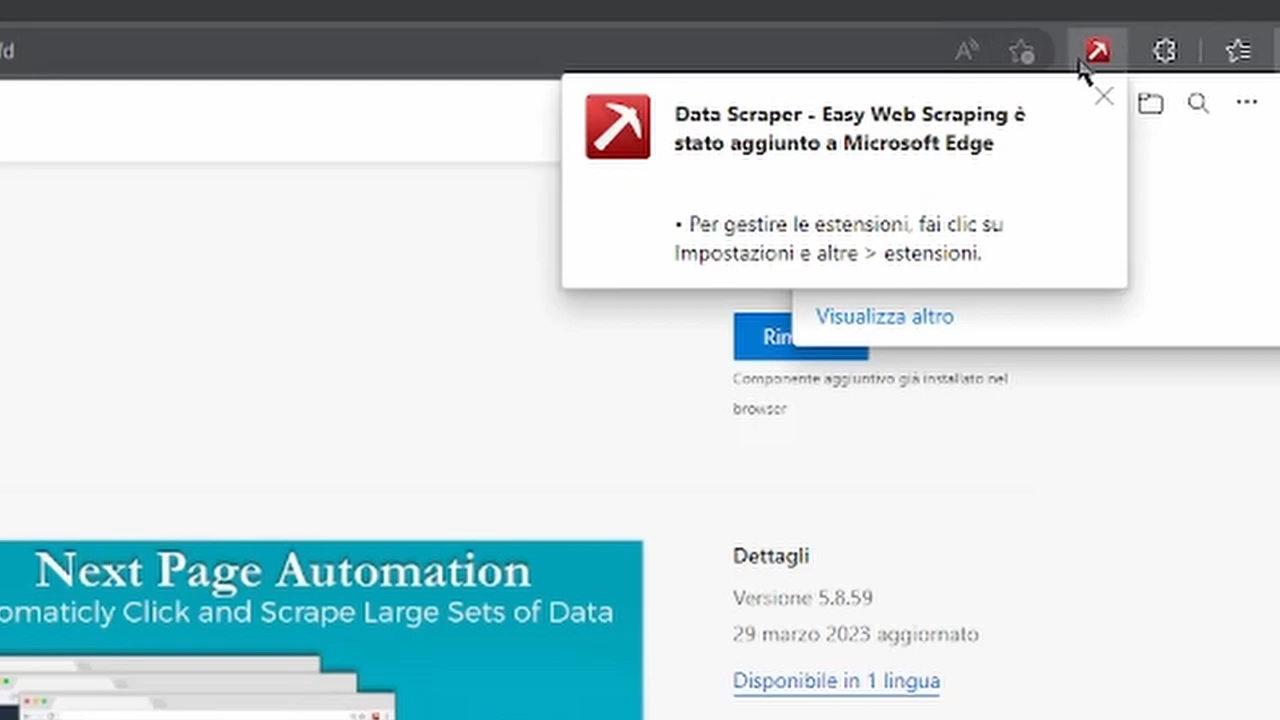 fd
Data Scraper - Easy Web Scraping è
stato aggiunto a Microsoft Edge
• Per gestire le estensioni, fai clic su
Impostazioni e altre > estensioni.
Visualizza altro
Componente aggiuntivo già installato nel
browser
Next Page Automation
omaticly Click and Scrape Large Sets of Data
Dettagli
Versione 5.8.59
29 marzo 2023 aggiornato
Disponibile in 1 lingua